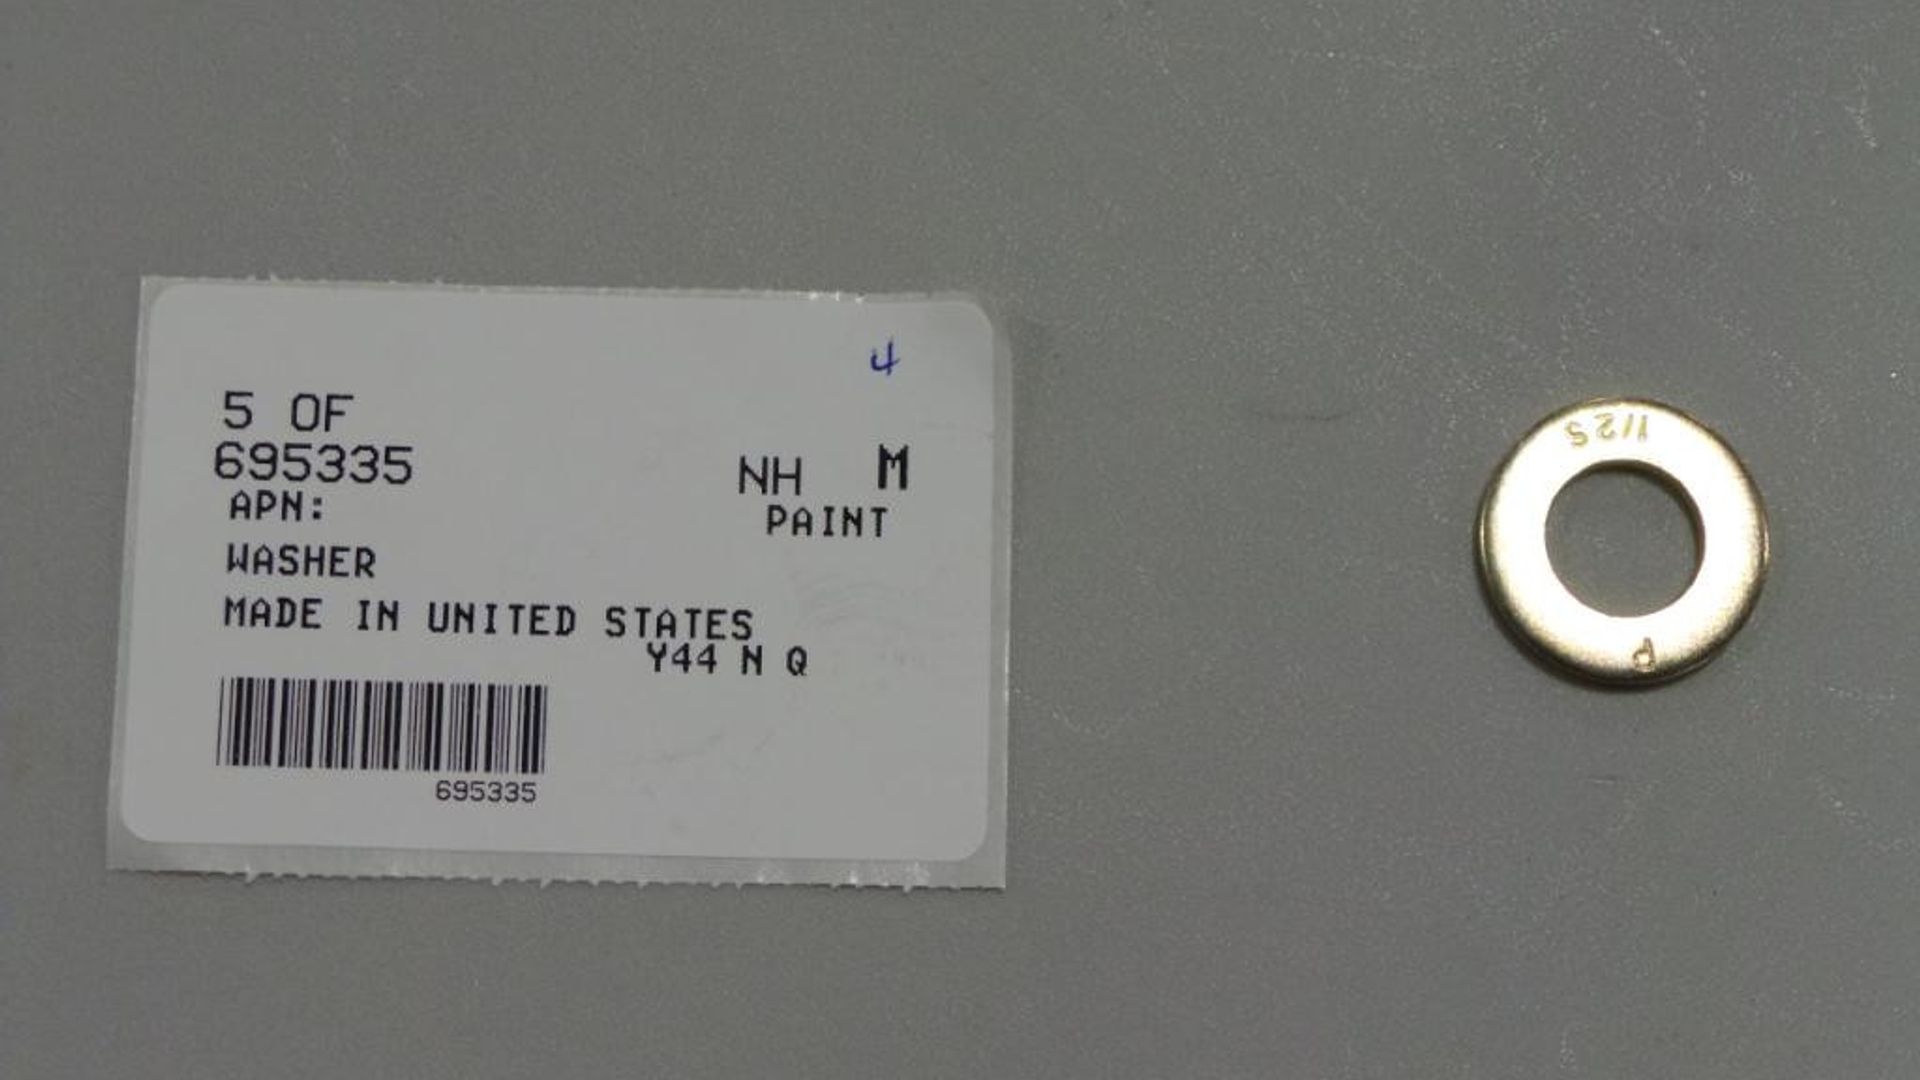 4
5 OF
695335
NH M
APN:
PAINT
WASHER
MADE IN UNITED STATES
Y44 N Q
695335
1/2S
P